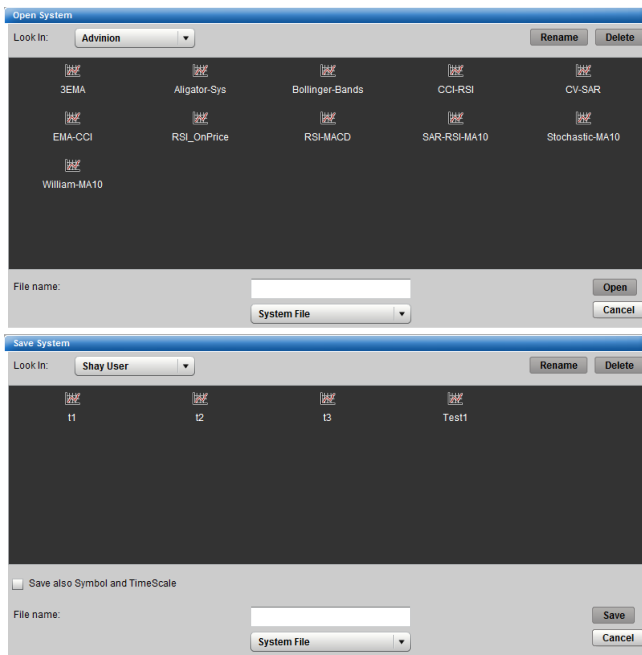 Open System
Look In: Advinion Rename Delete
3EMA Aligator-Sys Bollinger-Bands CCI-RSI CV-SAR
EMA-CCI RSI_OnPrice RSI-MACD SAR-RSI-MA10 Stochastic-MA10
William-MA10
File name: Open
System File Cancel
Save System
Look In: Shay User Rename Delete
t1 t2 t3 Test1
Save also Symbol and TimeScale
File name: Save
System File Cancel